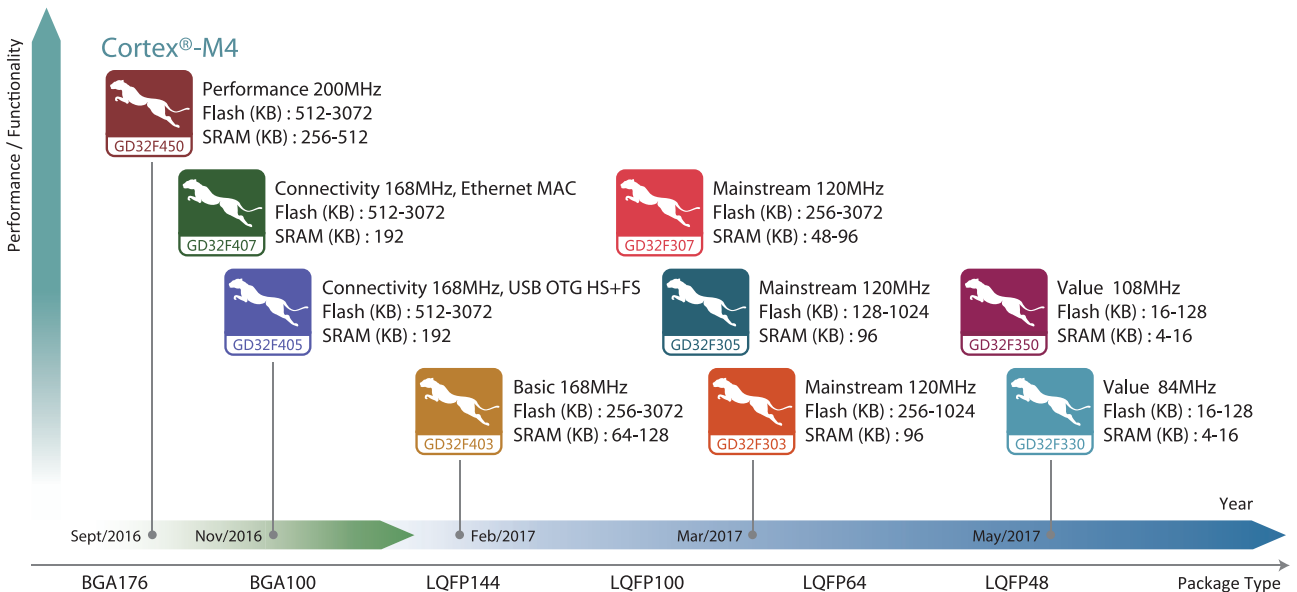 Performance / Functionality
Cortex®-M4
GD32F450
Performance 200MHz
Flash (KB) : 512-3072
SRAM (KB) : 256-512
GD32F407
Connectivity 168MHz, Ethernet MAC
Flash (KB) : 512-3072
SRAM (KB) : 192
GD32F307
Mainstream 120MHz
Flash (KB) : 256-3072
SRAM (KB) : 48-96
GD32F405
Connectivity 168MHz, USB OTG HS+FS
Flash (KB) : 512-3072
SRAM (KB) : 192
GD32F305
Mainstream 120MHz
Flash (KB) : 128-1024
SRAM (KB) : 96
GD32F350
Value 108MHz
Flash (KB) : 16-128
SRAM (KB) : 4-16
GD32F403
Basic 168MHz
Flash (KB) : 256-3072
SRAM (KB) : 64-128
GD32F303
Mainstream 120MHz
Flash (KB) : 256-1024
SRAM (KB) : 96
GD32F330
Value 84MHz
Flash (KB) : 16-128
SRAM (KB) : 4-16
Year
Sept/2016
Nov/2016
Feb/2017
Mar/2017
May/2017
BGA176
BGA100
LQFP144
LQFP100
LQFP64
LQFP48
Package Type